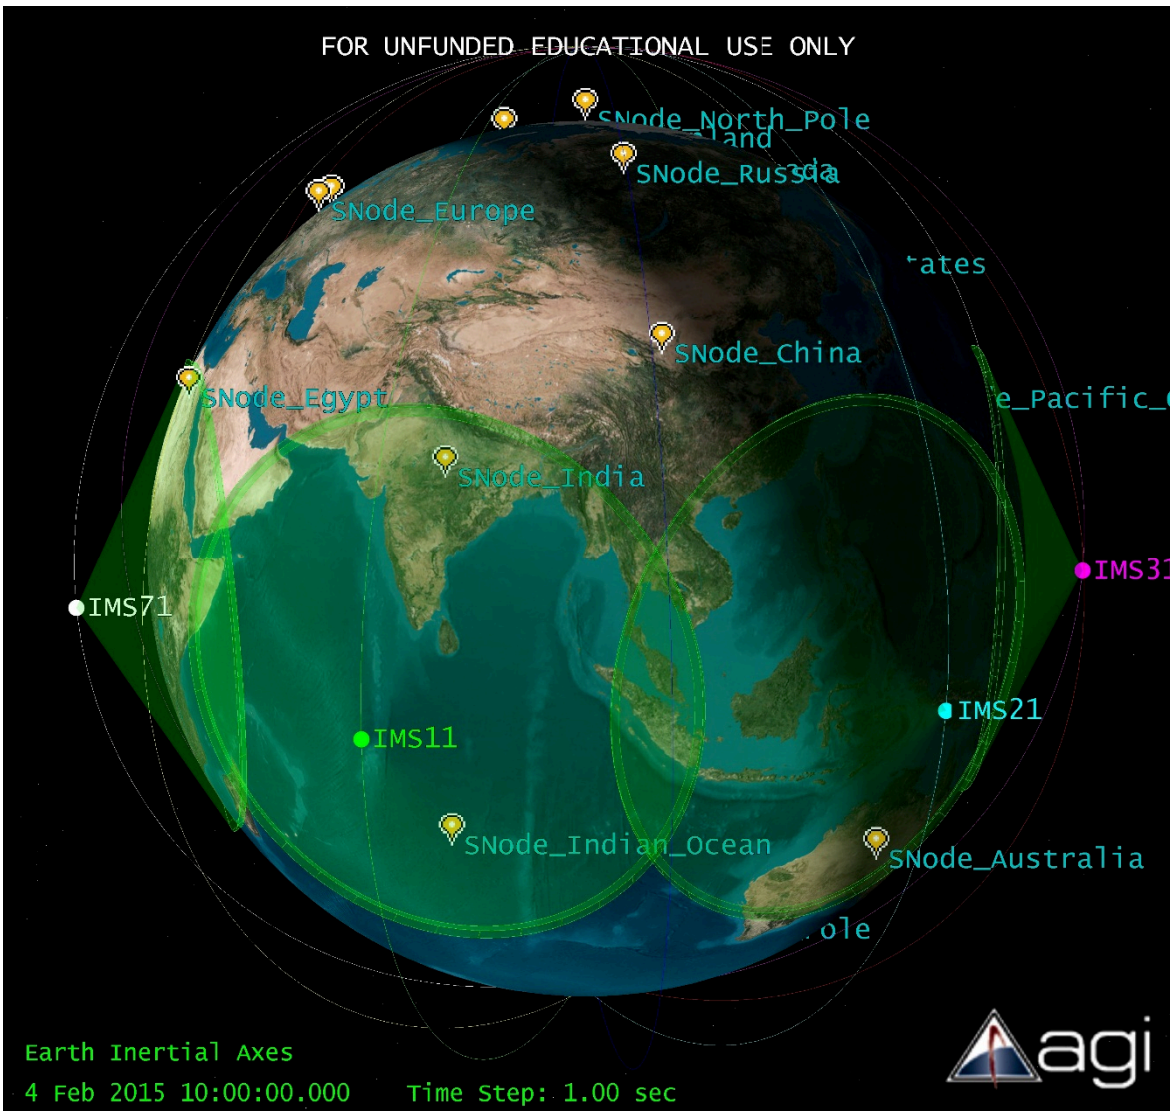 FOR UNFUNDED EDUCATIONAL USE ONLY
SNode_North_Pole
SNode_Russia
SNode_Europe
SNode_China
SNode_Egypt
SNode_India
IMS71
IMS21
IMS11
SNode_Indian_Ocean
SNode_Australia
Earth Inertial Axes
4 Feb 2015 10:00:00.000 Time Step: 1.00 sec
agi